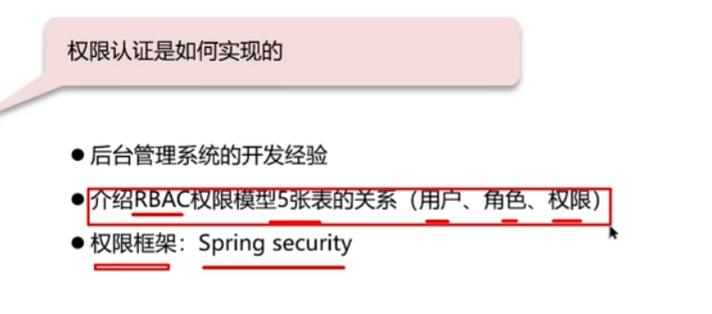 权限认证是如何实现的
● 后台管理系统的开发经验
● 介绍RBAC权限模型5张表的关系（用户、角色、权限）
● 权限框架：Spring security